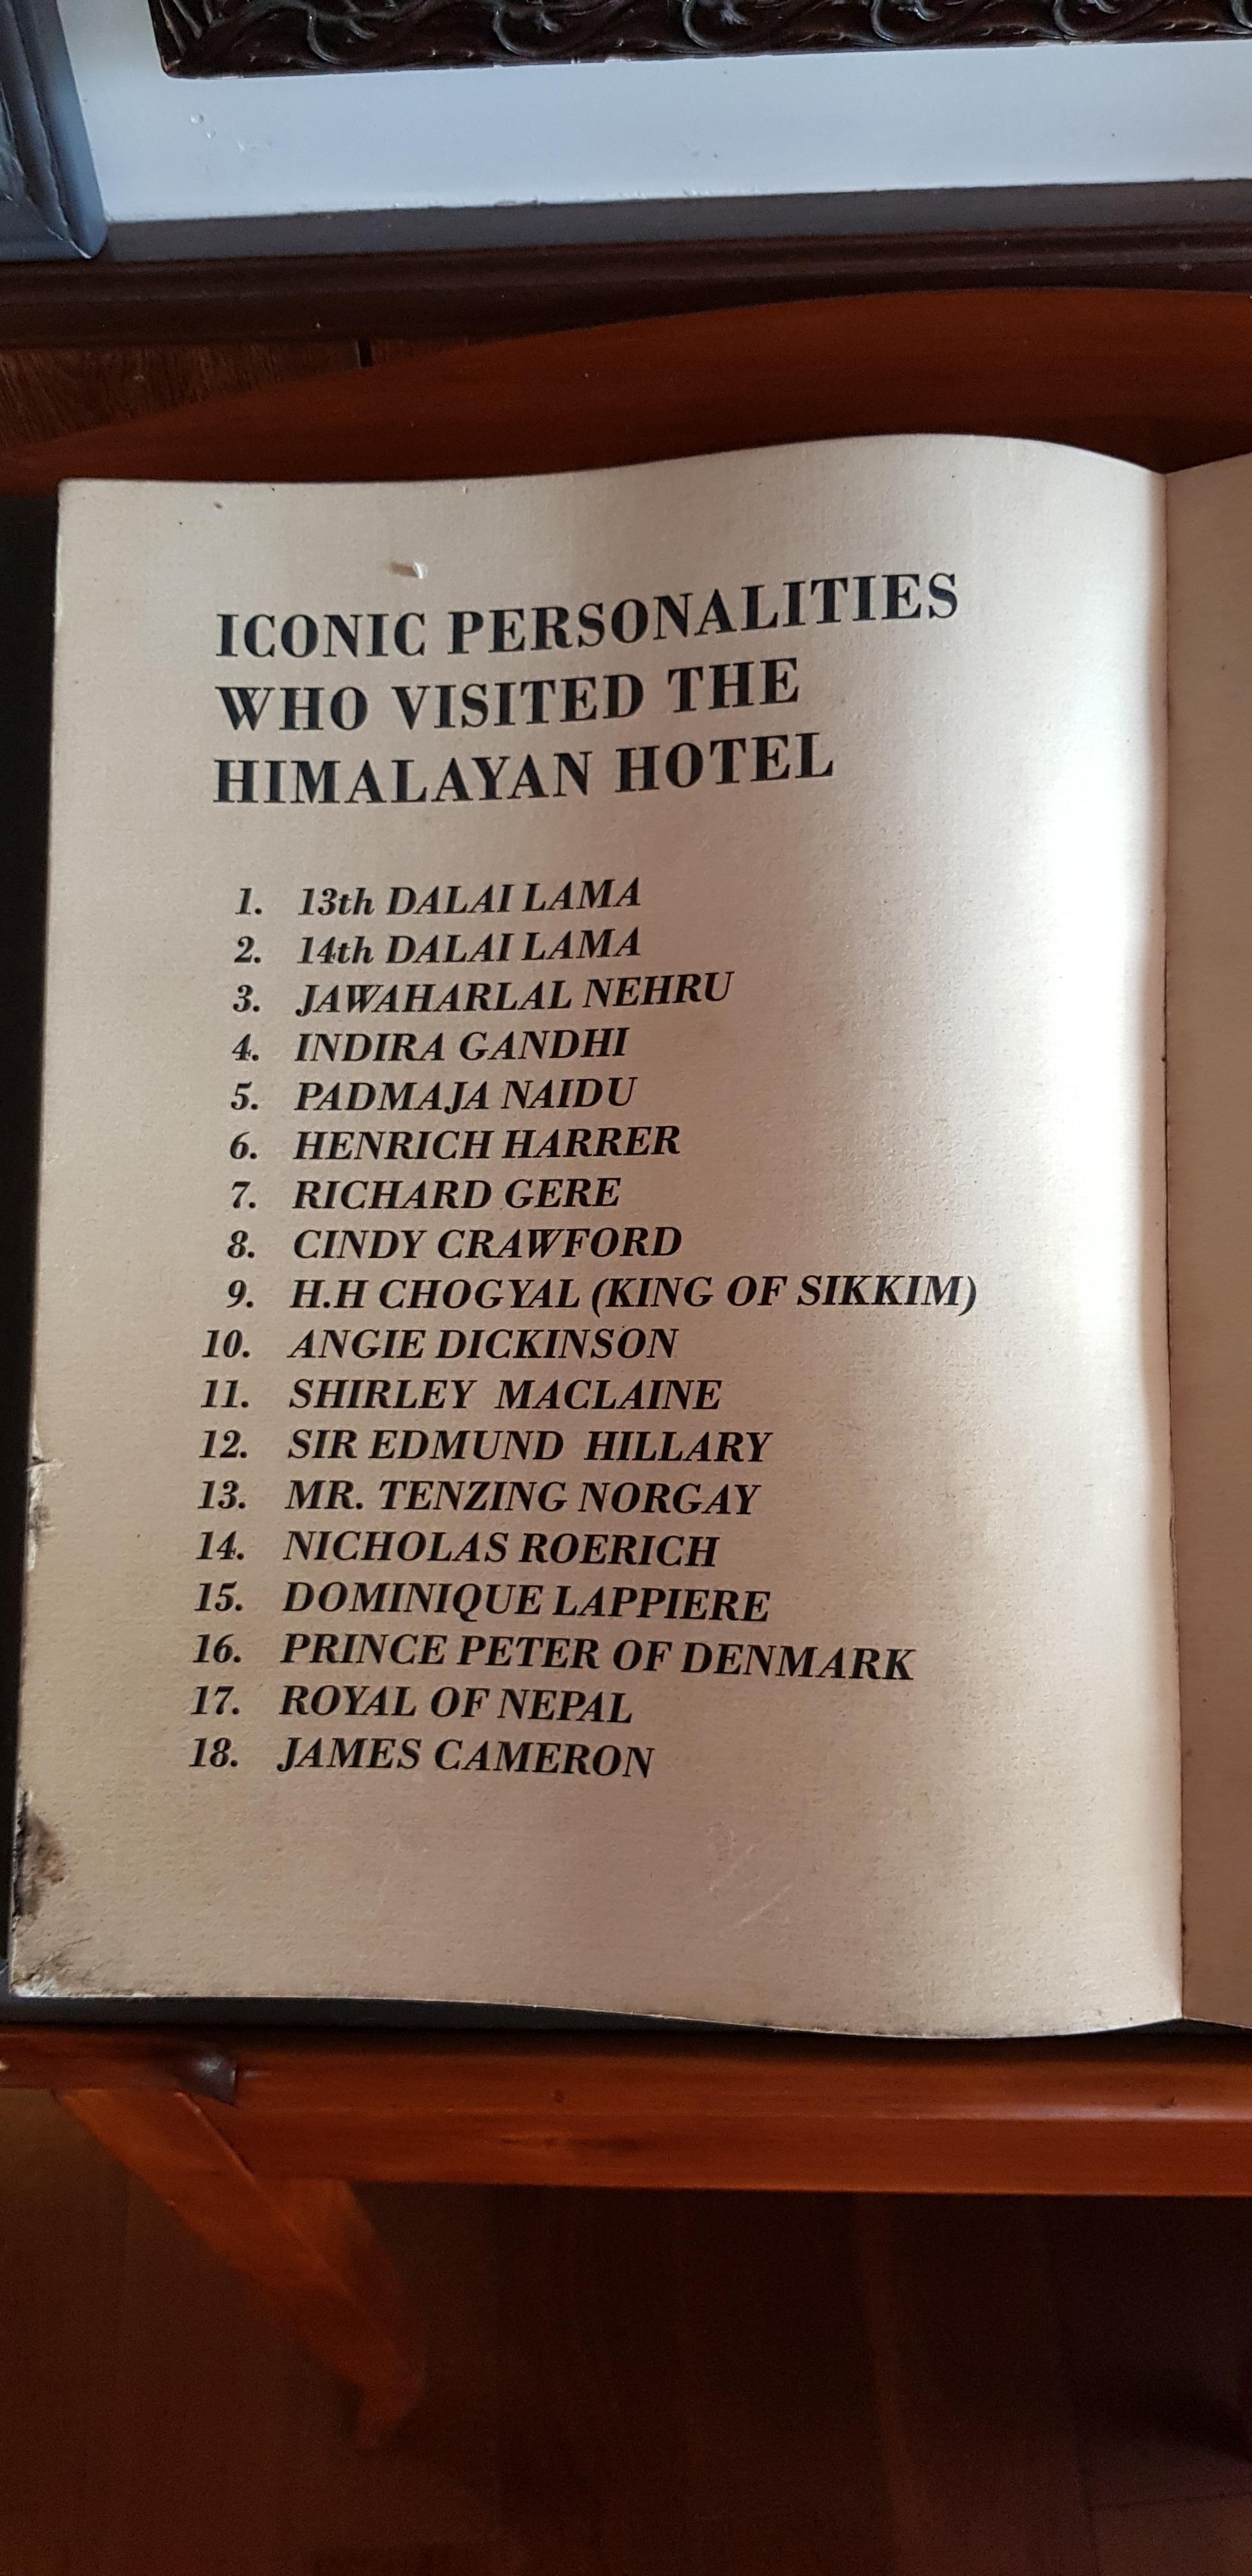 ICONIC PERSONALITIES
WHO VISITED THE
HIMALAYAN HOTEL
1. 13th DALAI LAMA
2. 14th DALAI LAMA
3. JAWAHARLAL NEHRU
4. INDIRA GANDHI
5. PADMAJA NAIDU
6. HENRICH HARRER
7. RICHARD GERE
8. CINDY CRAWFORD
9. H.H CHOGYAL (KING OF SIKKIM)
10. ANGIE DICKINSON
11. SHIRLEY MACLAINE
12. SIR EDMUND HILLARY
13. MR. TENZING NORGAY
14. NICHOLAS ROERICH
15. DOMINIQUE LAPPIERE
16. PRINCE PETER OF DENMARK
17. ROYAL OF NEPAL
18. JAMES CAMERON